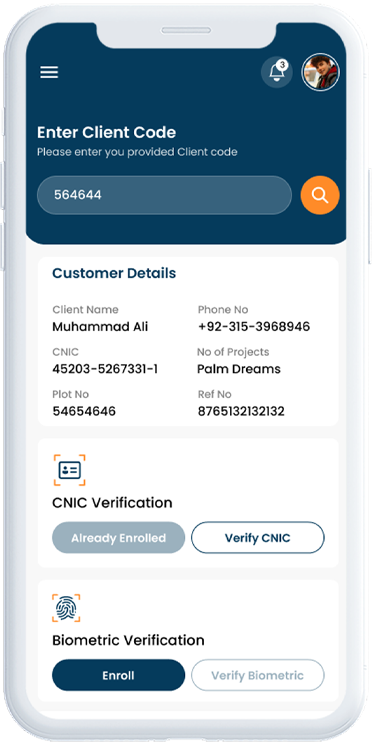 3
Enter Client Code
Please enter you provided Client code
564644
Customer Details
Client Name Phone No
Muhammad Ali +92-315-3968946
CNIC No of Projects
45203-5267331-1 Palm Dreams
Plot No Ref No
54654646 8765132132132
CNIC Verification
Already Enrolled Verify CNIC
Biometric Verification
Enroll Verify Biometric